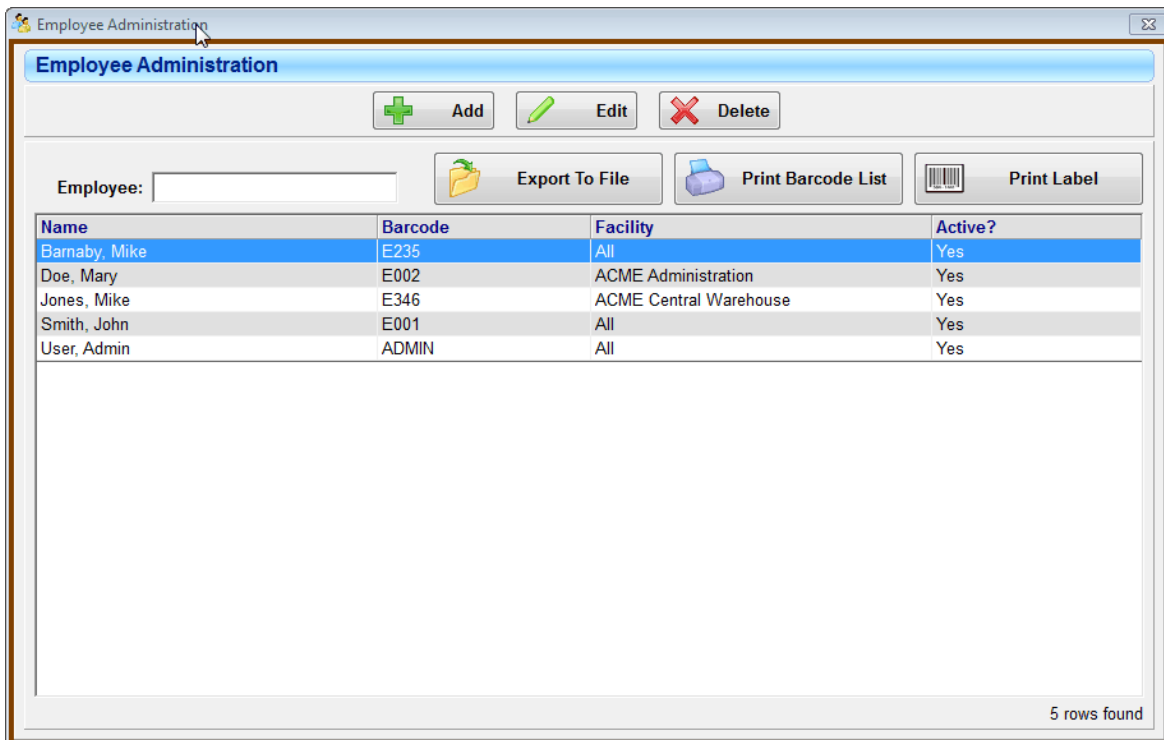 Employee Administration
Employee Administration
Add Edit Delete
Employee: Export To File Print Barcode List Print Label
Name Barcode Facility Active?
Barnaby, Mike E235 All Yes
Doe, Mary E002 ACME Administration Yes
Jones, Mike E346 ACME Central Warehouse Yes
Smith, John E001 All Yes
User, Admin ADMIN All Yes
5 rows found